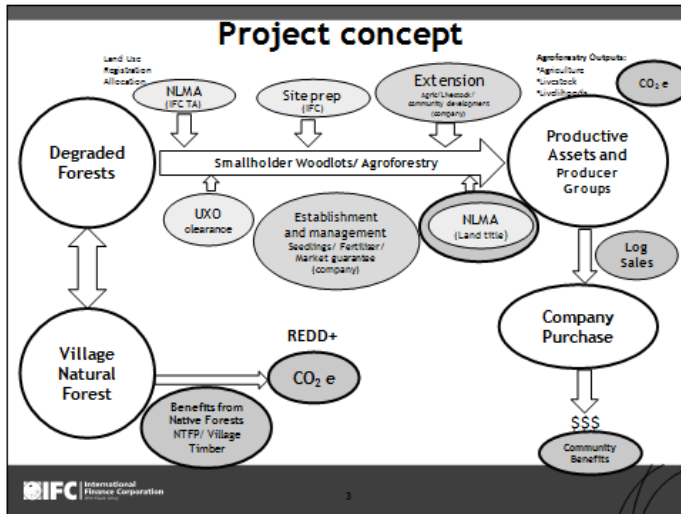 Project concept
Land Use
Registration
Allocation
NLMA
(IFC TA)
Site prep
(IFC)
Extension
Agric/Livestock/
community development
(company)
Agroforestry Outputs:
*Agriculture
*Livestock
*Livelihoods
CO2 e
Degraded
Forests
Smallholder Woodlots/ Agroforestry
Productive
Assets and
Producer
Groups
UXO
clearance
Establishment
and management
Seedlings/ Fertiliser/
Market guarantee
(company)
NLMA
(Land title)
Log
Sales
Company
Purchase
Village
Natural
Forest
REDD+
CO2 e
Benefits from
Native Forests
NTFP/ Village
Timber
$$$
Community
Benefits
IFC
International
Finance Corporation
3